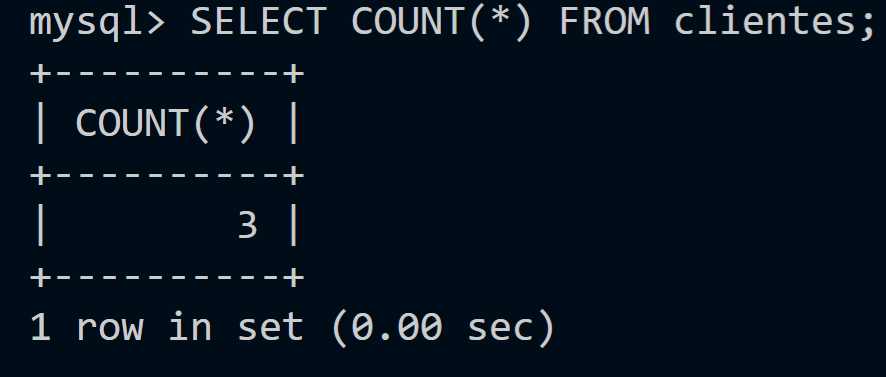 mysql> SELECT COUNT(*) FROM clientes;
+----------+
| COUNT(*) |
+----------+
|        3 |
+----------+
1 row in set (0.00 sec)